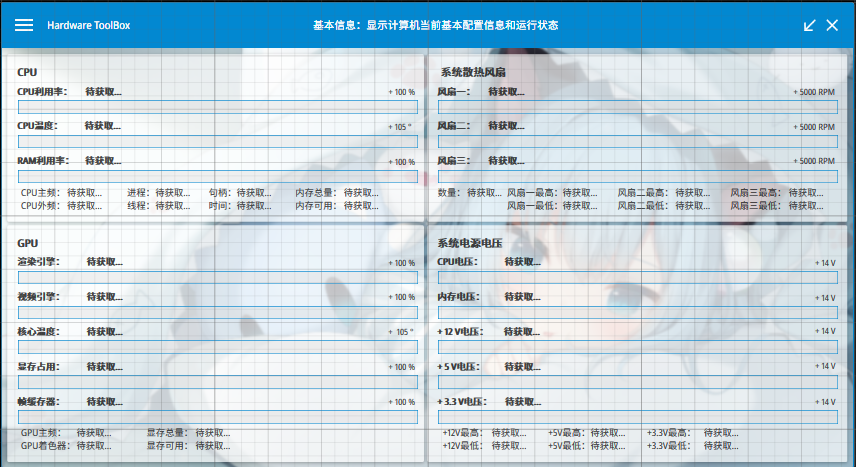 Hardware ToolBox
基本信息：显示计算机当前基本配置信息和运行状态
CPU
CPU利用率： 待获取... + 100 %
CPU温度： 待获取... + 105 °
RAM利用率： 待获取... + 100 %
CPU主频： 待获取... 进程： 待获取... 句柄： 待获取... 内存总量： 待获取...
CPU外频： 待获取... 线程： 待获取... 时间： 待获取... 内存可用： 待获取...
系统散热风扇
风扇一： 待获取... + 5000 RPM
风扇二： 待获取... + 5000 RPM
风扇三： 待获取... + 5000 RPM
数量： 待获取... 风扇一最高：待获取... 风扇二最高： 待获取... 风扇三最高： 待获取...
风扇一最低：待获取... 风扇二最低： 待获取... 风扇三最低： 待获取...
GPU
渲染引擎： 待获取... + 100 %
视频引擎： 待获取... + 100 %
核心温度： 待获取... + 105 °
显存占用： 待获取... + 100 %
帧缓存器： 待获取... + 100 %
GPU主频： 待获取... 显存总量： 待获取...
GPU着色器： 待获取... 显存可用： 待获取...
系统电源电压
CPU电压： 待获取... + 14 V
内存电压： 待获取... + 14 V
+ 12 V电压： 待获取... + 14 V
+ 5 V电压： 待获取... + 14 V
+ 3.3 V电压： 待获取... + 14 V
+12V最高： 待获取... +5V最高：待获取... +3.3V最高： 待获取...
+12V最低： 待获取... +5V最低：待获取... +3.3V最低： 待获取...